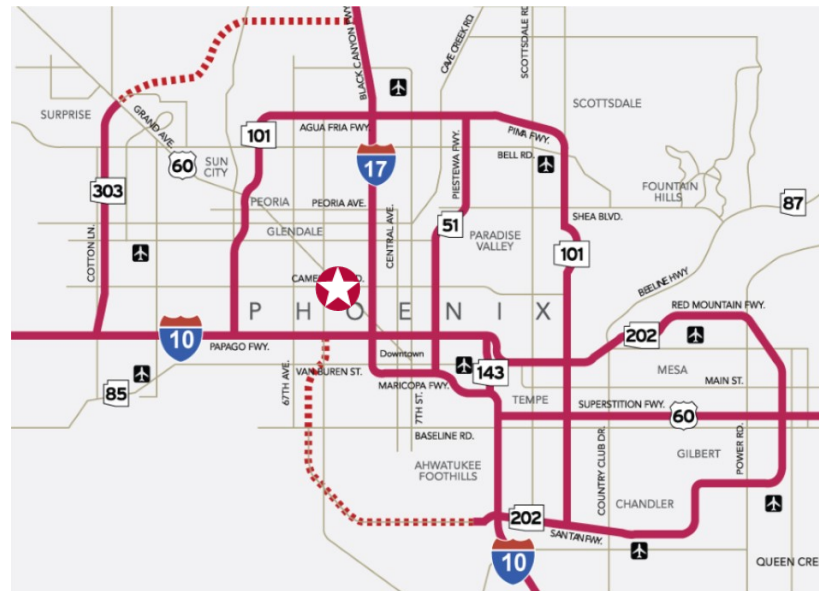 BLACK CANYON FWY.
CAVE CREEK RD.
SCOTTSDALE RD.
SURPRISE
SCOTTSDALE
GRAND AVE.
101
AGUA FRIA FWY.
PIMA FWY.
BELL RD.
60
SUN
CITY
17
PIESTEWA FWY.
303
FOUNTAIN
HILLS
87
PEORIA
PEORIA AVE.
SHEA BLVD.
CENTRAL AVE.
51
PARADISE
VALLEY
GLENDALE
101
COTTON LN.
BEELINE HWY
PHOENIX
RED MOUNTAIN FWY.
10
202
PAPAGO FWY.
Downtown
67TH AVE.
VAN BUREN ST.
143
MESA
85
MARICOPA FWY.
MAIN ST.
7TH ST.
TEMPE
SUPERSTITION FWY.
60
BASELINE RD.
COUNTRY CLUB DR.
POWER RD.
GILBERT
AHWATUKEE
FOOTHILLS
CHANDLER
202
SANTAN FWY.
10
QUEEN CRE